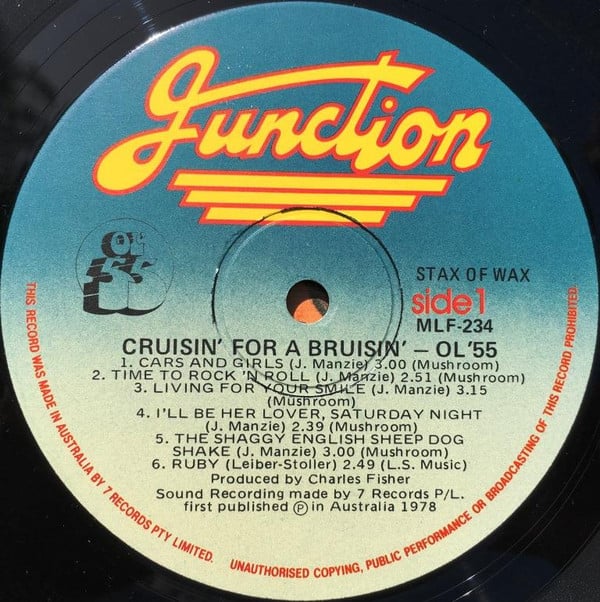 Junction
OL'55
STAX OF WAX
side 1
MLF-234
CRUISIN' FOR A BRUISIN' – OL'55
1. CARS AND GIRLS (J. Manzie) 3.00 (Mushroom)
2. TIME TO ROCK 'N ROLL (J. Manzie) 2.51 (Mushroom)
3. LIVING FOR YOUR SMILE (J. Manzie) 3.15
(Mushroom)
4. I'LL BE HER LOVER, SATURDAY NIGHT
(J. Manzie) 2.39 (Mushroom)
5. THE SHAGGY ENGLISH SHEEP DOG
SHAKE (J. Manzie) 3.00 (Mushroom)
6. RUBY (Leiber-Stoller) 2.49 (L.S. Music)
Produced by Charles Fisher
Sound Recording made by 7 Records P/L.
first published Ⓟ in Australia 1978
THIS RECORD WAS MADE IN AUSTRALIA BY 7 RECORDS PTY LIMITED. UNAUTHORISED COPYING, PUBLIC PERFORMANCE OR BROADCASTING OF THIS RECORD PROHIBITED.